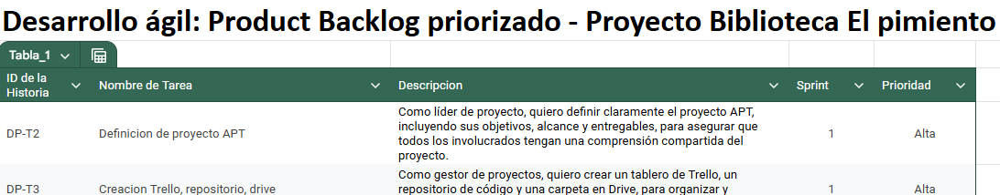 Desarrollo ágil: Product Backlog priorizado - Proyecto Biblioteca El pimiento
Tabla_1
ID de la Historia Nombre de Tarea Descripcion Sprint Prioridad
DP-T2 Definicion de proyecto APT Como líder de proyecto, quiero definir claramente el proyecto APT, incluyendo sus objetivos, alcance y entregables, para asegurar que todos los involucrados tengan una comprensión compartida del proyecto. 1 Alta
DP-T3 Creacion Trello, repositorio, drive Como gestor de proyectos, quiero crear un tablero de Trello, un repositorio de código y una carpeta en Drive, para organizar y 1 Alta